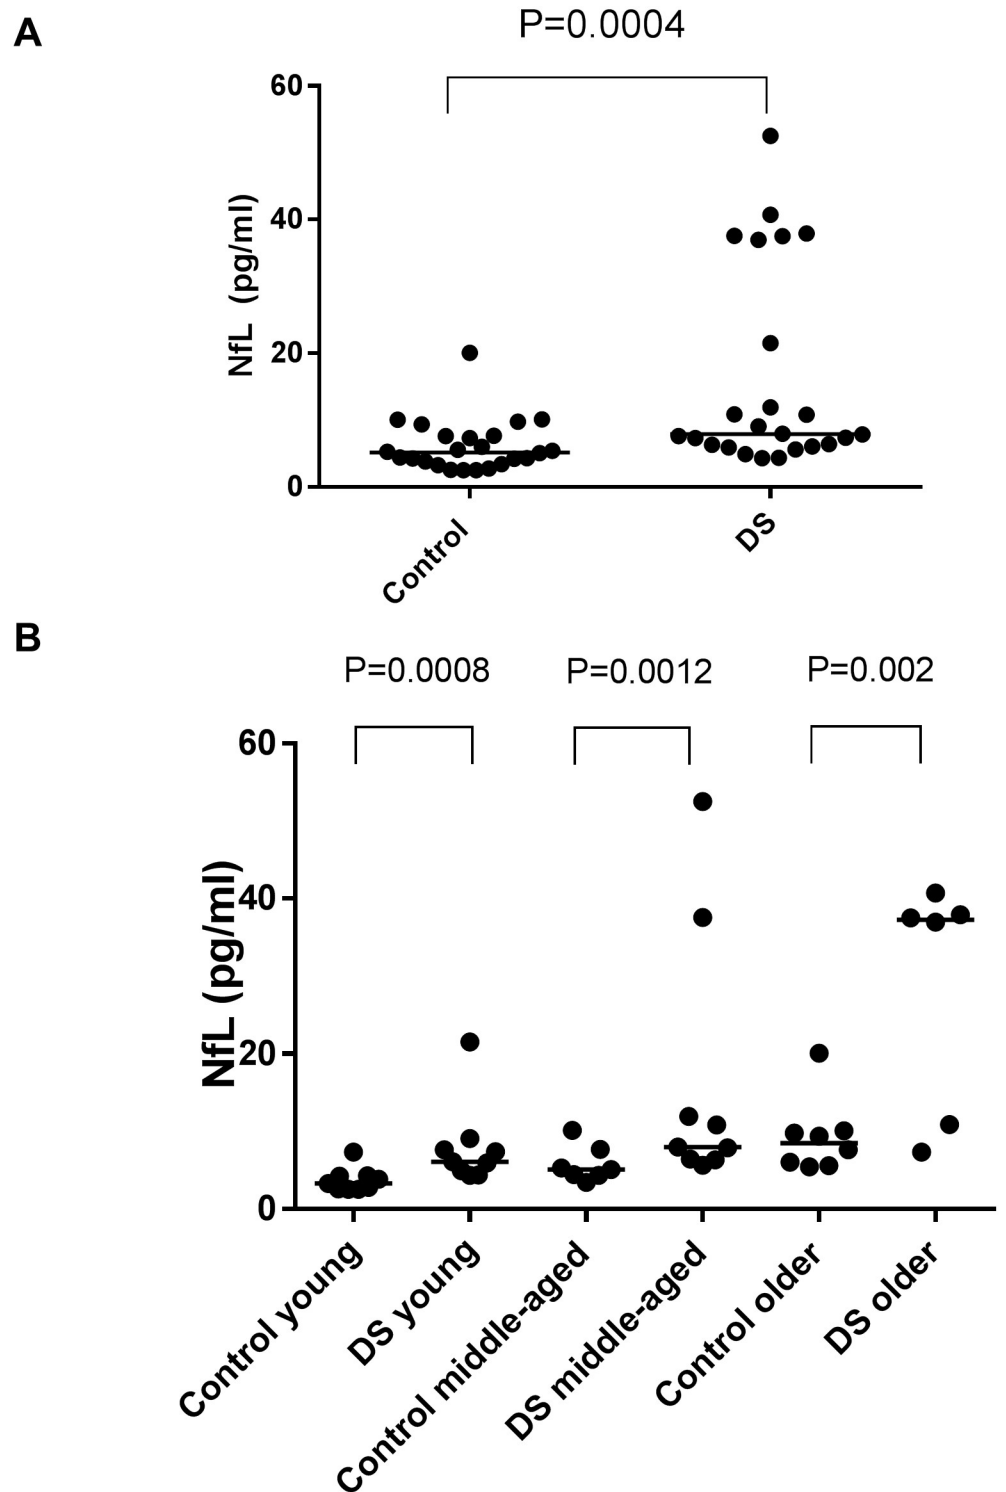 A
P=0.0004
60
40
20
0
NfL (pg/ml)
Control
DS
B
P=0.0008
P=0.0012
P=0.002
60
40
20
0
NfL (pg/ml)
Control young
DS young
Control middle-aged
DS middle-aged
Control older
DS older